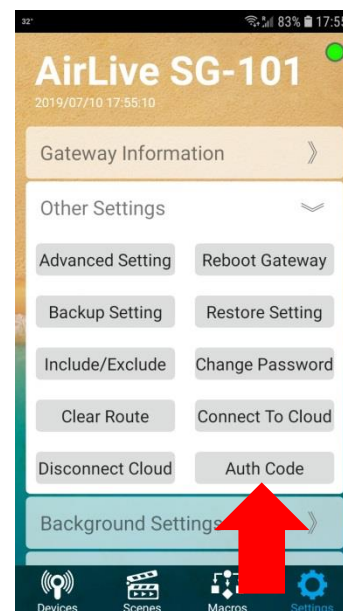 32° 83% 17:55
AirLive SG-101
2019/07/10 17:55:10
Gateway Information
Other Settings
Advanced Setting Reboot Gateway
Backup Setting Restore Setting
Include/Exclude Change Password
Clear Route Connect To Cloud
Disconnect Cloud Auth Code
Background Settings
Devices Scenes Macros Settings